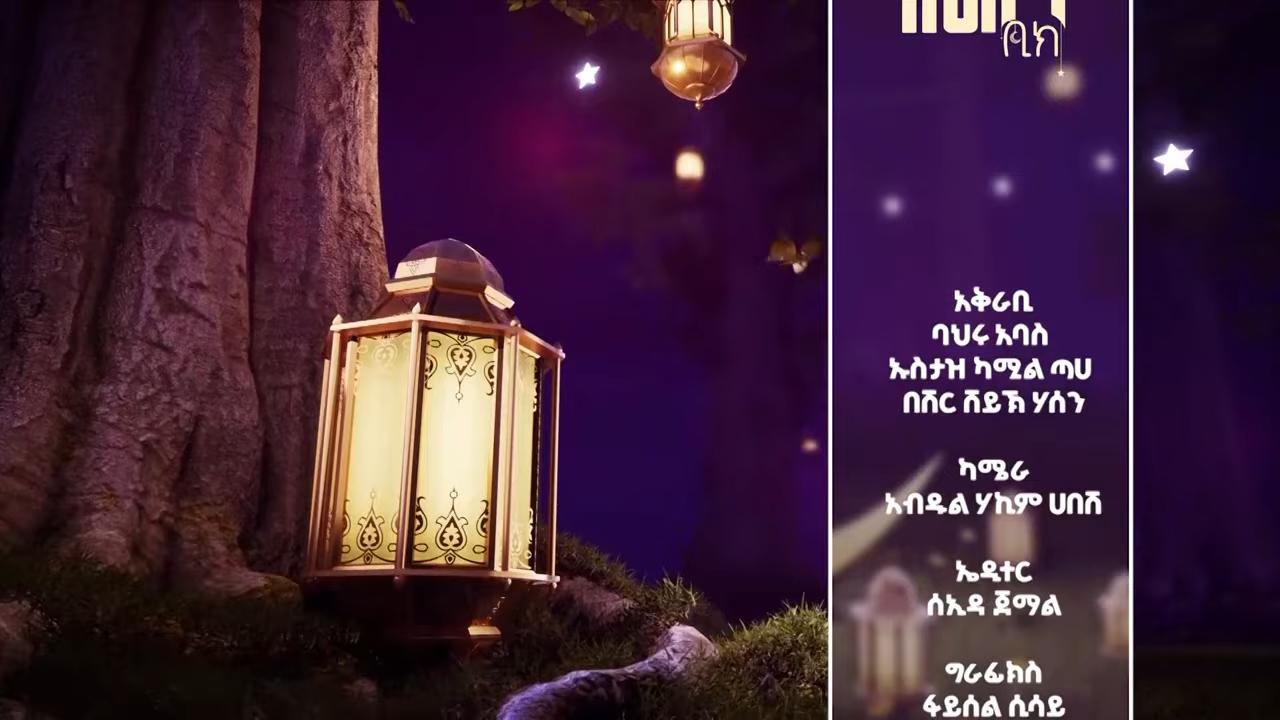 ቢክ
አቅራቢ
ባህሩ አባስ
ኡስታዝ ካሚል ጣሀ
በሽር ሸይኽ ሃሰን
ካሜራ
አብዱል ሃኪም ሀበሽ
ኤዲተር
ሰኢዳ ጀማል
ግራፊክስ
ፋይሰል ሲሳይ